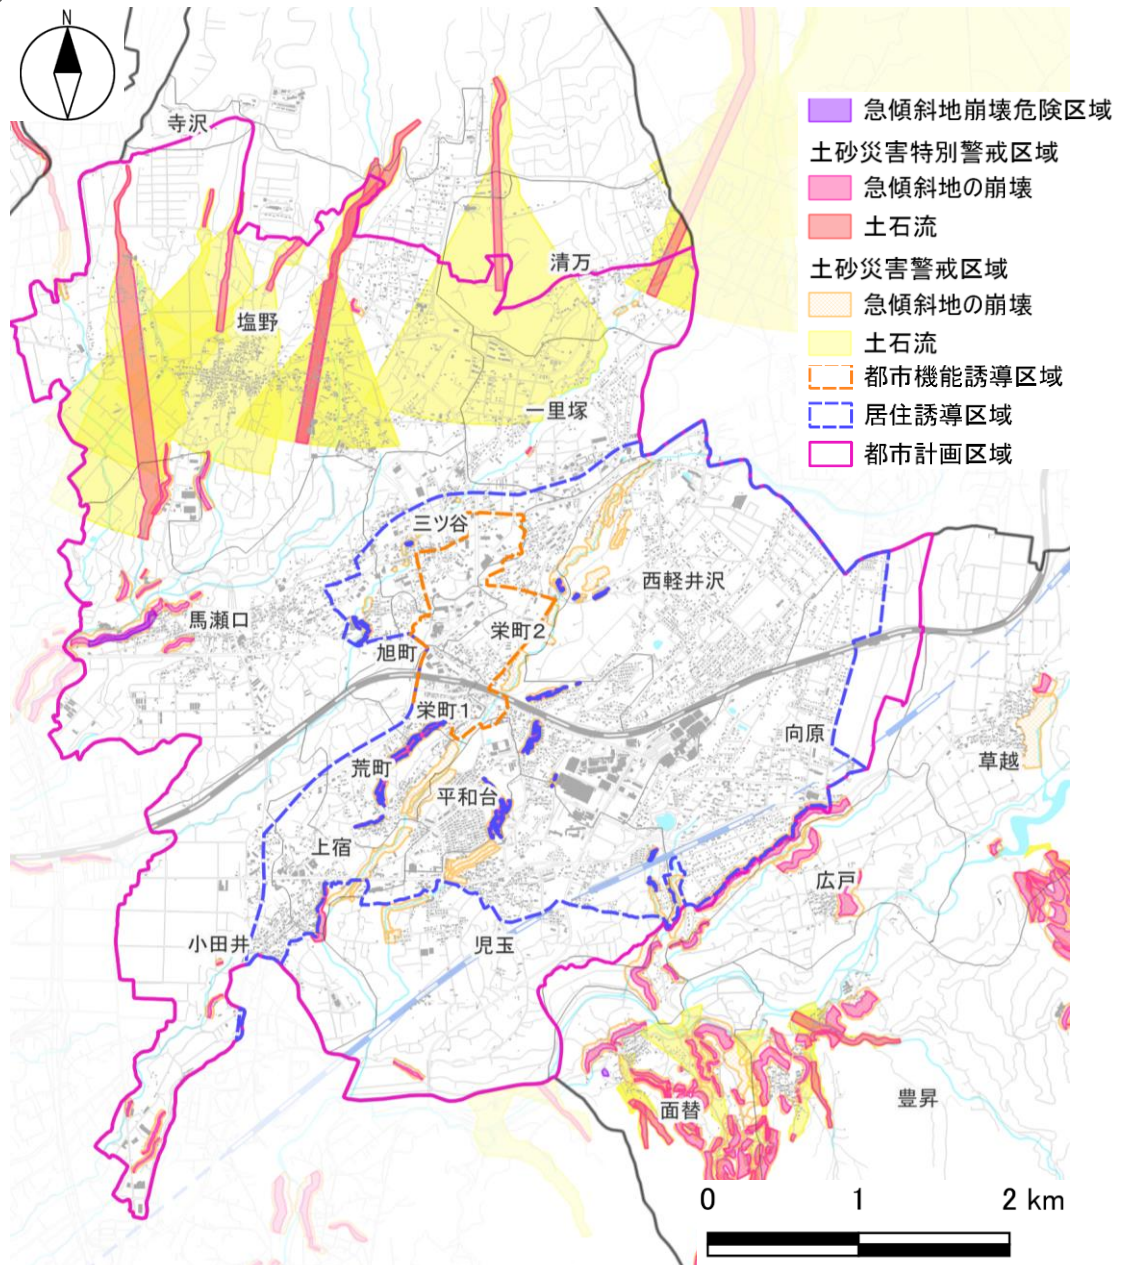 N
寺沢
急傾斜地崩壊危険区域
土砂災害特別警戒区域
急傾斜地の崩壊
土石流
土砂災害警戒区域
急傾斜地の崩壊
土石流
都市機能誘導区域
居住誘導区域
都市計画区域
清万
塩野
一里塚
三ツ谷
西軽井沢
馬瀬口
栄町2
旭町
栄町1
向原
草越
荒町
平和台
上宿
広戸
小田井
児玉
豊昇
面替
0 1 2 km